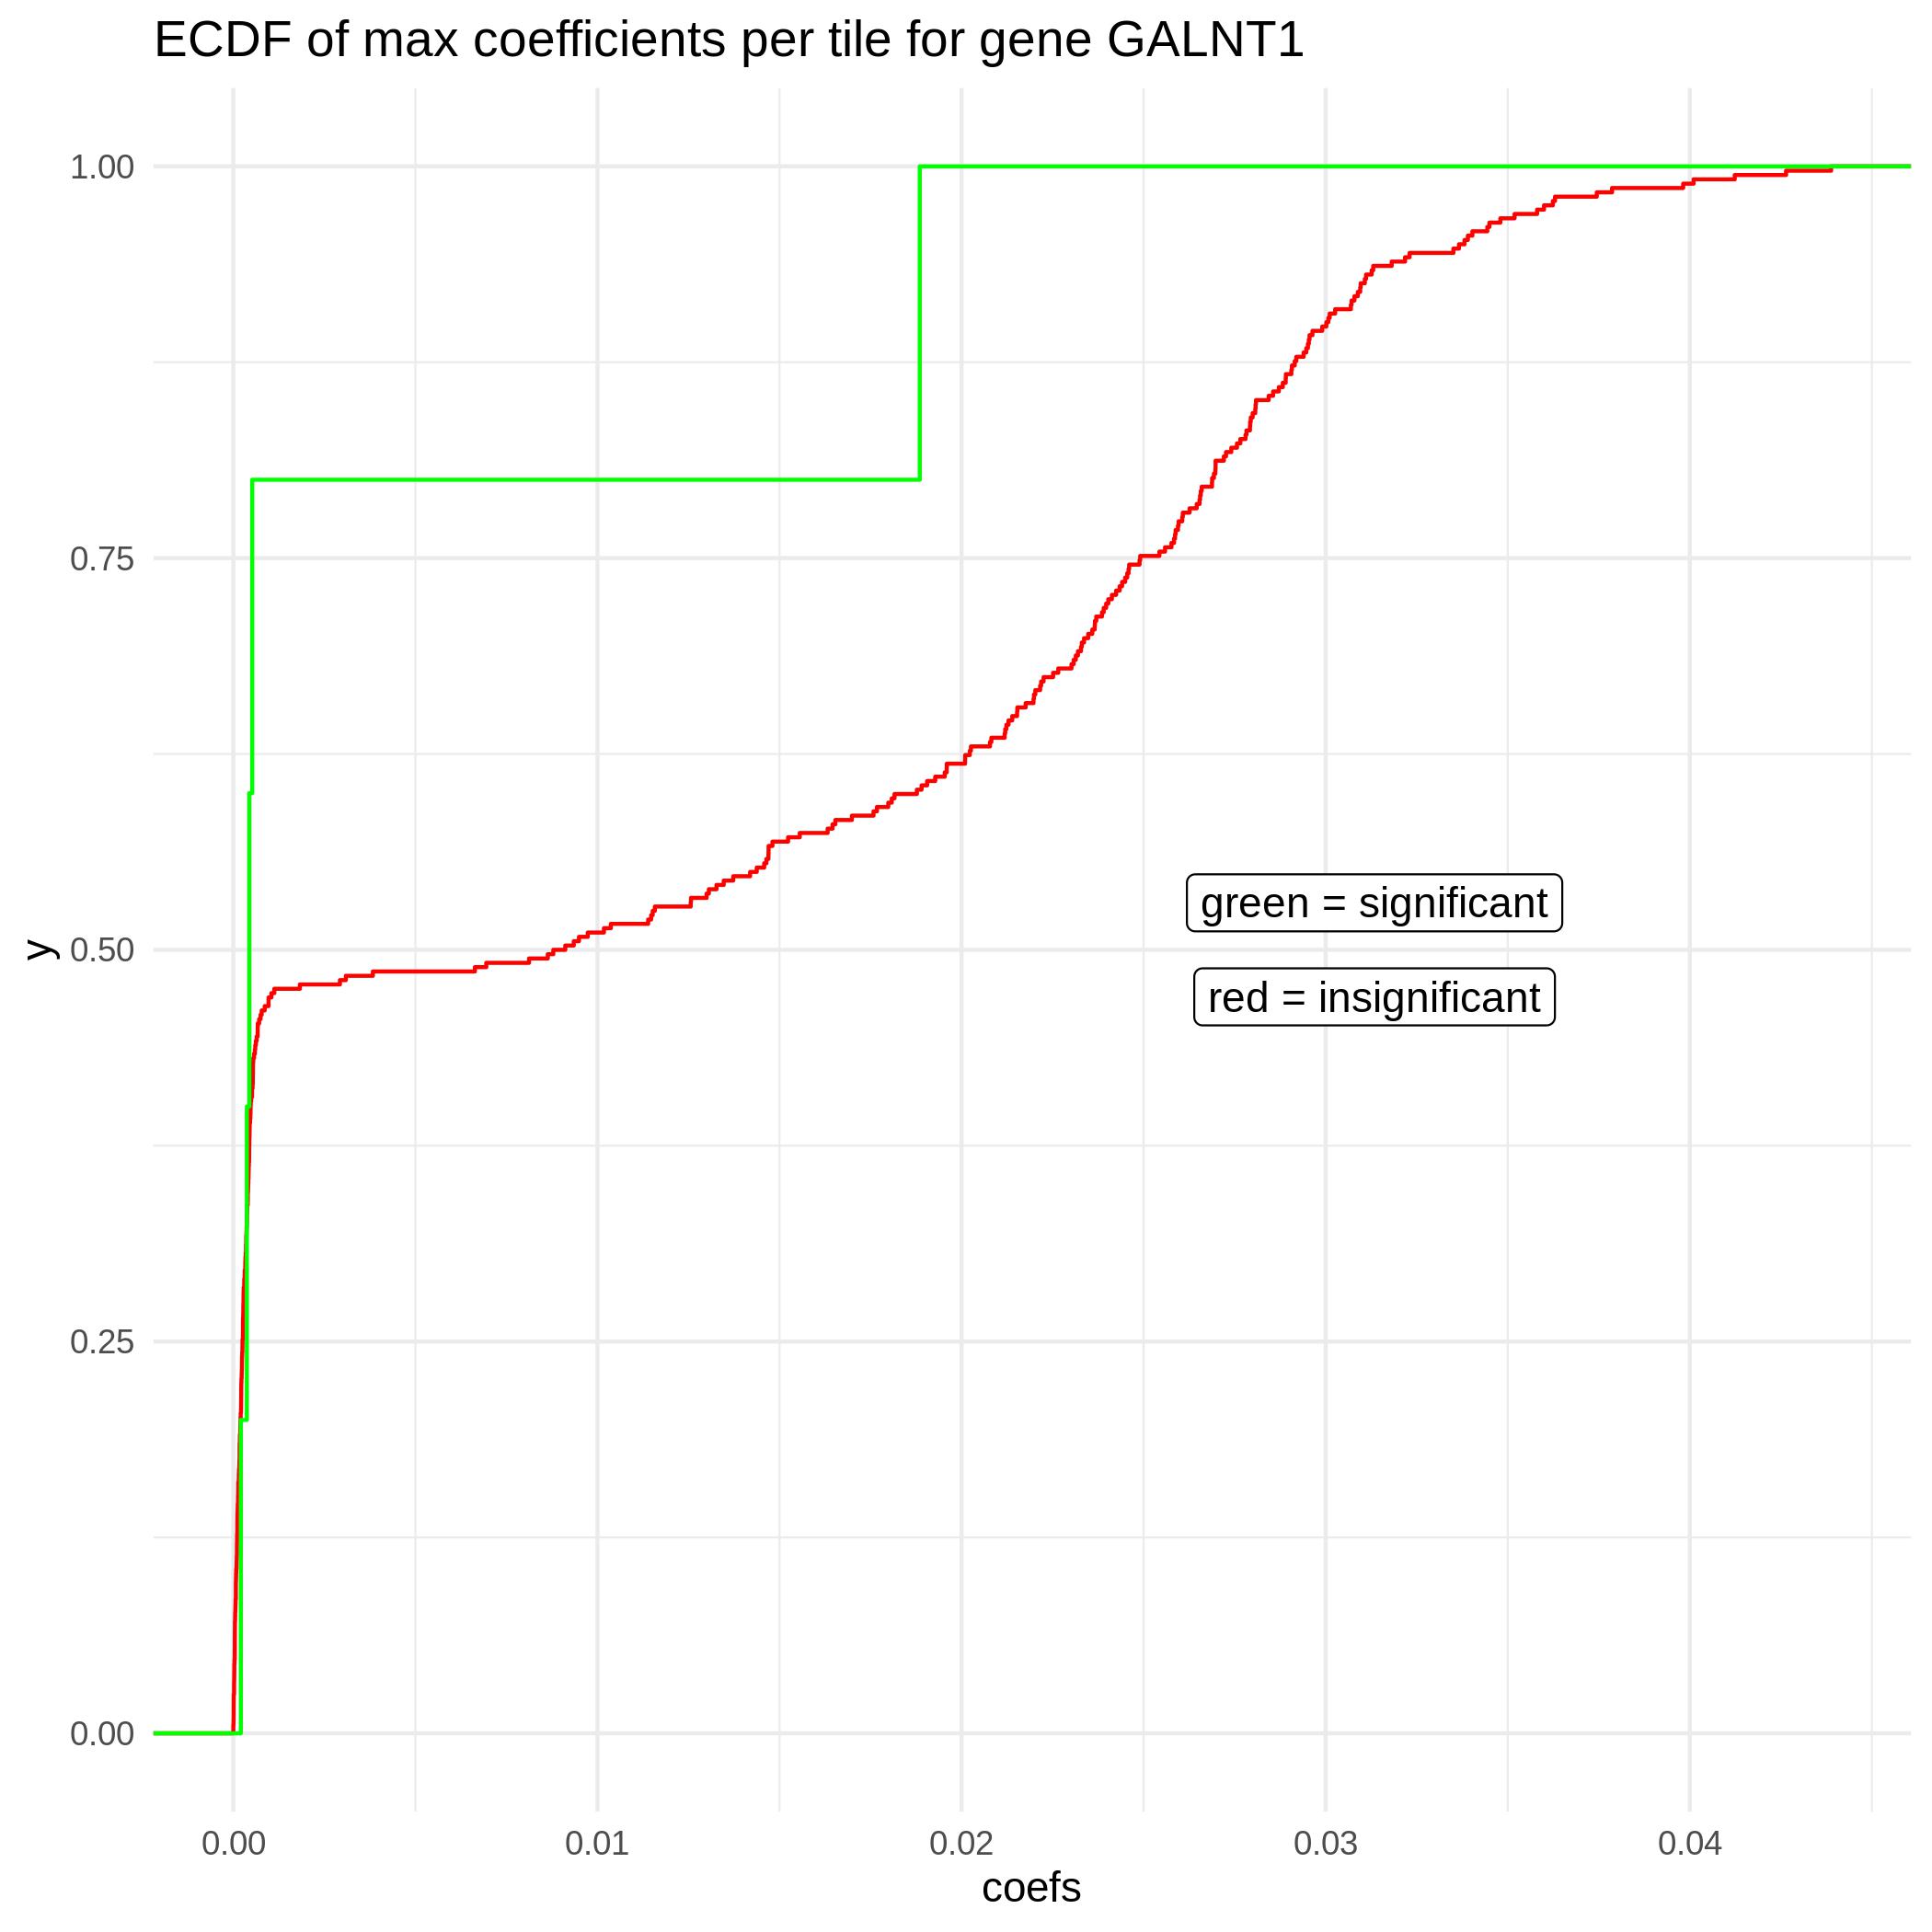 ECDF of max coefficients per tile for gene GALNT1
1.00
0.75
y
0.50
0.25
0.00
green = significant
red = insignificant
0.00
0.01
0.02
0.03
0.04
coefs